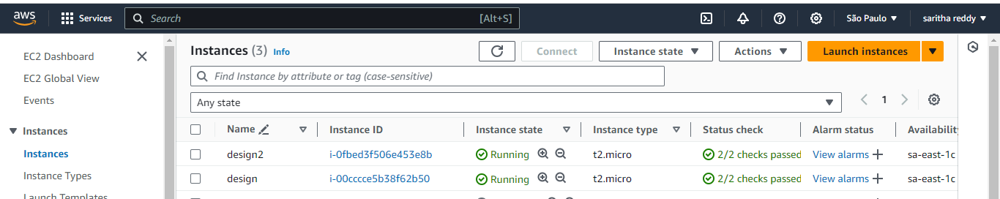 aws Services Search [Alt+S] São Paulo saritha reddy
EC2 Dashboard
EC2 Global View
Events
Instances
Instances
Instance Types
Launch Templates
Instances (3) Info Connect Instance state Actions Launch instances
Find Instance by attribute or tag (case-sensitive)
Any state 1
Name Instance ID Instance state Instance type Status check Alarm status Availability
design2 i-0fbed3f506e453e8b Running t2.micro 2/2 checks passed View alarms + sa-east-1c
design i-00cccce5b38f62b50 Running t2.micro 2/2 checks passed View alarms + sa-east-1c